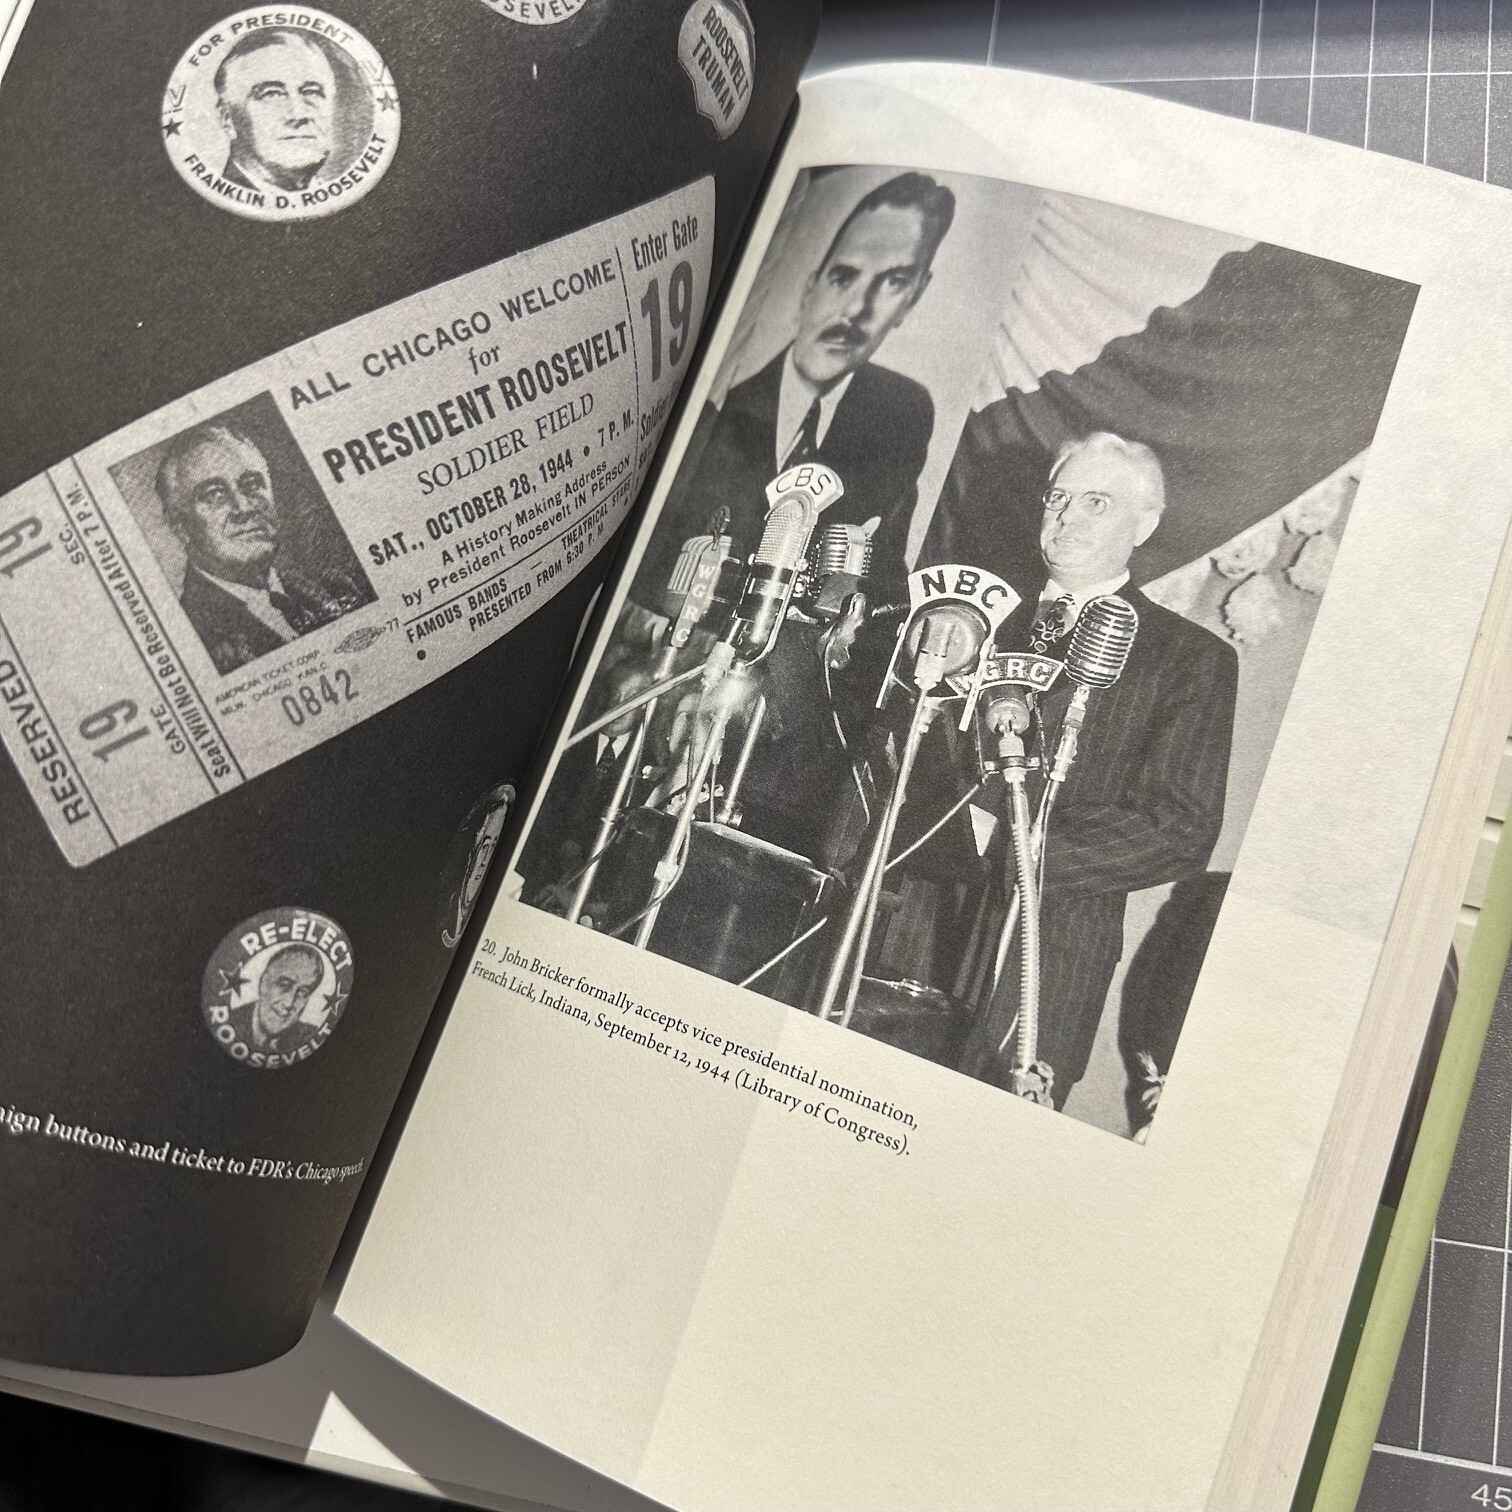 ROOSEVELT
ROOSEVELT
TRUMAN
FOR PRESIDENT
FRANKLIN D. ROOSEVELT
ALL CHICAGO WELCOME
for
PRESIDENT ROOSEVELT
SOLDIER FIELD
SAT., OCTOBER 28, 1944 • 7 P. M.
A History Making Address
by President Roosevelt IN PERSON
FAMOUS BANDS — THEATRICAL STARS
PRESENTED FROM 6:30 P. M.
Enter Gate
19
Soldier
RESERVED
19
GATE
19
SEC.
Seat Will Not Be Reserved After 7 P.M.
AMERICAN TICKET CORP.
CHICAGO
77
0842
RE-ELECT
ROOSEVELT
buttons and ticket to FDR's Chicago speech.
CBS
WGRC
NBC
WGRC
20. John Bricker formally accepts vice presidential nomination,
French Lick, Indiana, September 12, 1944 (Library of Congress).
45